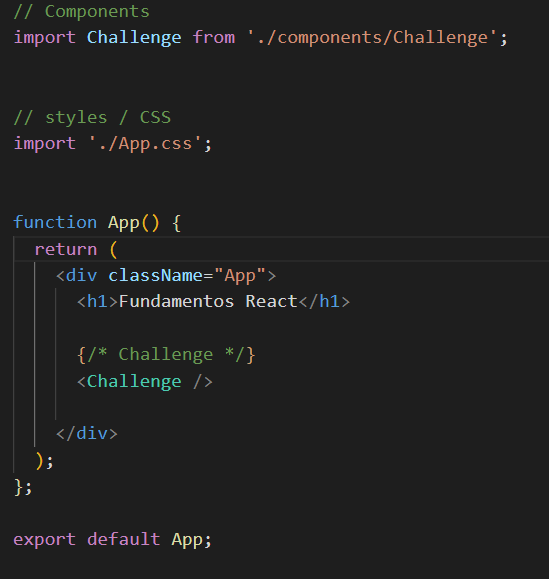 // Components
import Challenge from './components/Challenge';
// styles / CSS
import './App.css';
function App() {
return (
<div className="App">
<h1>Fundamentos React</h1>
{/* Challenge */}
<Challenge />
</div>
);
};
export default App;